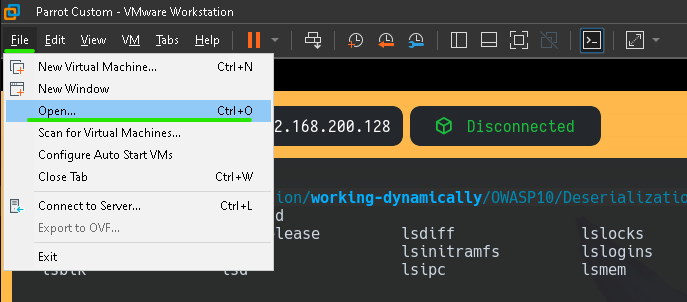 Parrot Custom - VMware Workstation
File Edit View VM Tabs Help
New Virtual Machine... Ctrl+N
New Window
Open... Ctrl+O
Scan for Virtual Machines...
Configure Auto Start VMs
Close Tab Ctrl+W
Connect to Server... Ctrl+L
Export to OVF...
Exit
2.168.200.128 Disconnected
ion/working-dynamically/OWASP10/Deserializatio
d
lease lsdiff lslocks
lsinitramfs lslogins
lsblk lsd lsipc lsmem